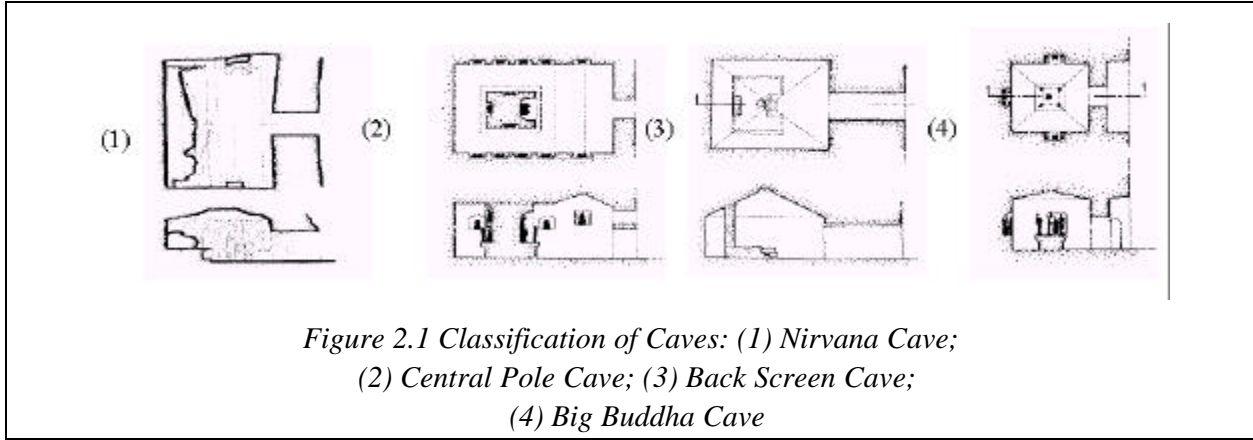 (1)
(2)
(3)
(4)
Figure 2.1 Classification of Caves: (1) Nirvana Cave;
(2) Central Pole Cave; (3) Back Screen Cave;
(4) Big Buddha Cave